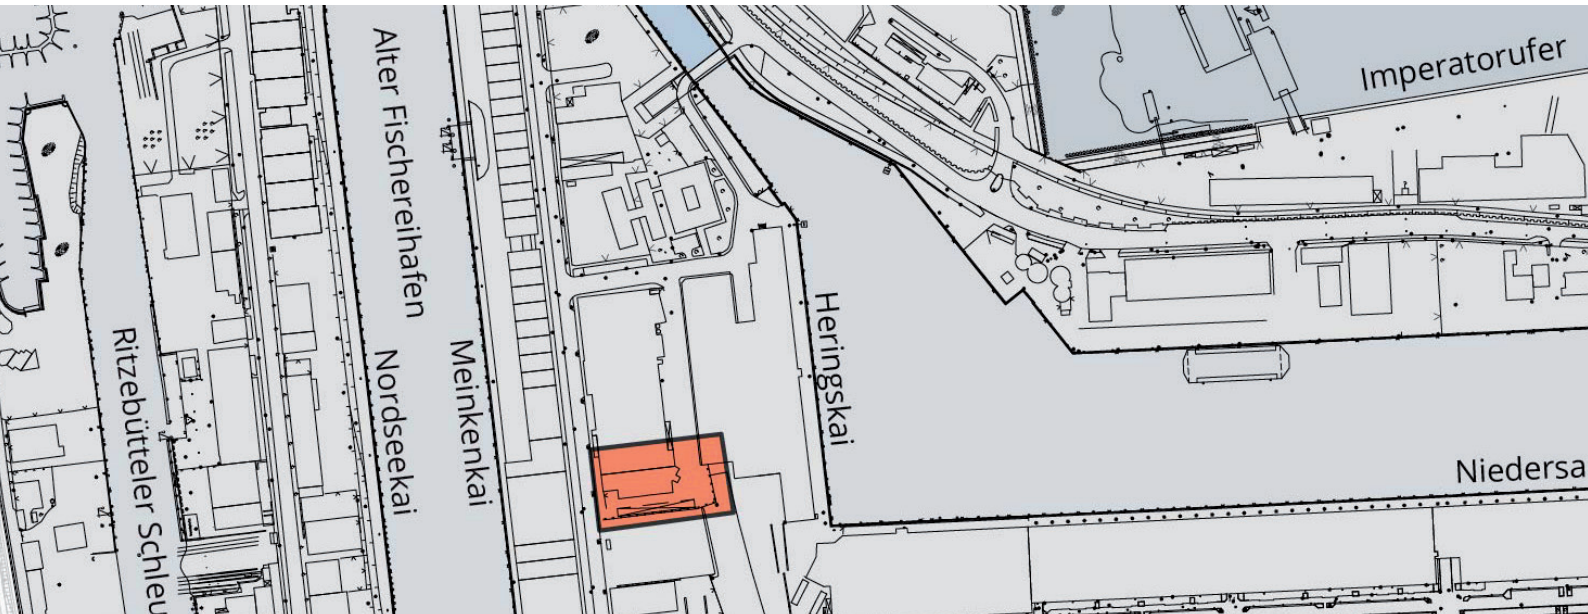 Alter Fischereihafen
Imperatorufer
Ritzebütteler Schleu
Nordseekai
Meinkenkai
Heringskai
Niedersa